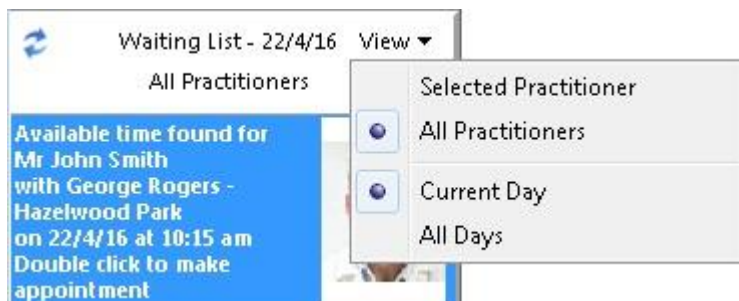 Waiting List - 22/4/16 View
All Practitioners
Selected Practitioner
All Practitioners
Current Day
All Days
Available time found for
Mr John Smith
with George Rogers -
Hazelwood Park
on 22/4/16 at 10:15 am
Double click to make
appointment